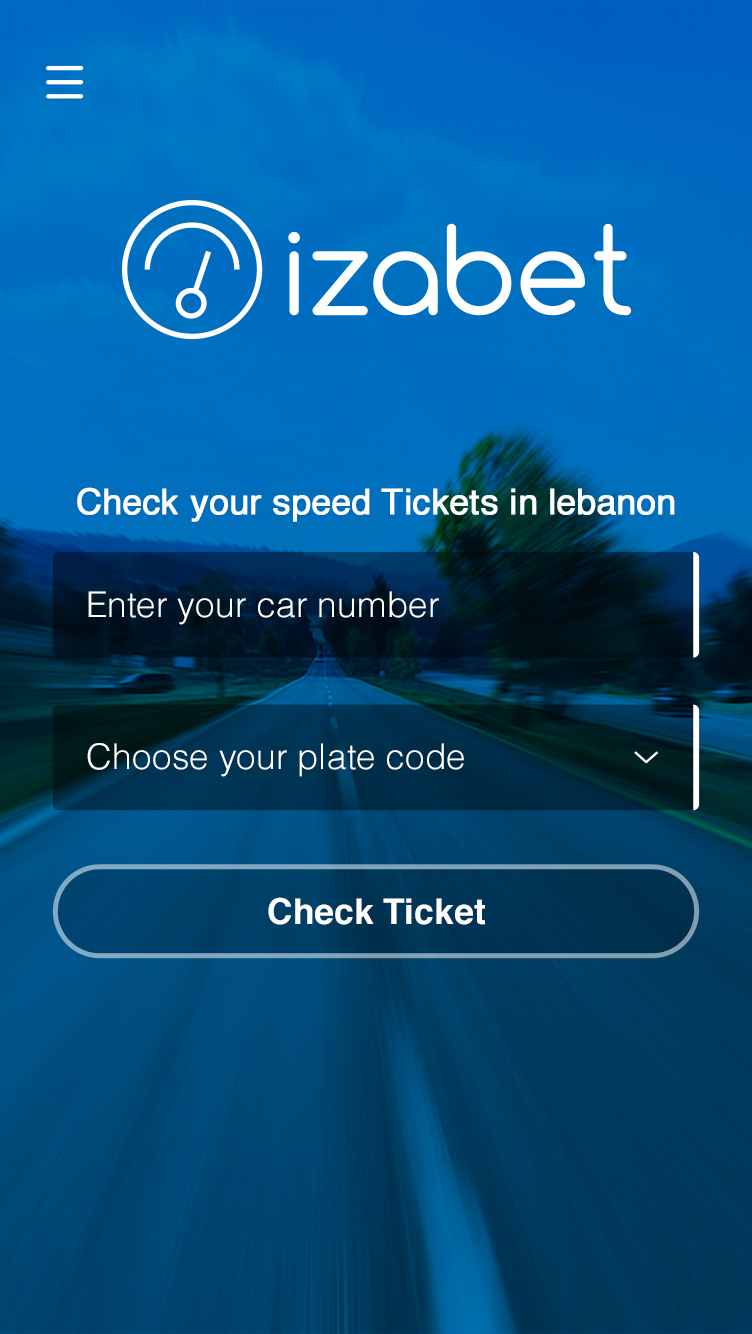 izabet
Check your speed Tickets in lebanon
Enter your car number
Choose your plate code
Check Ticket